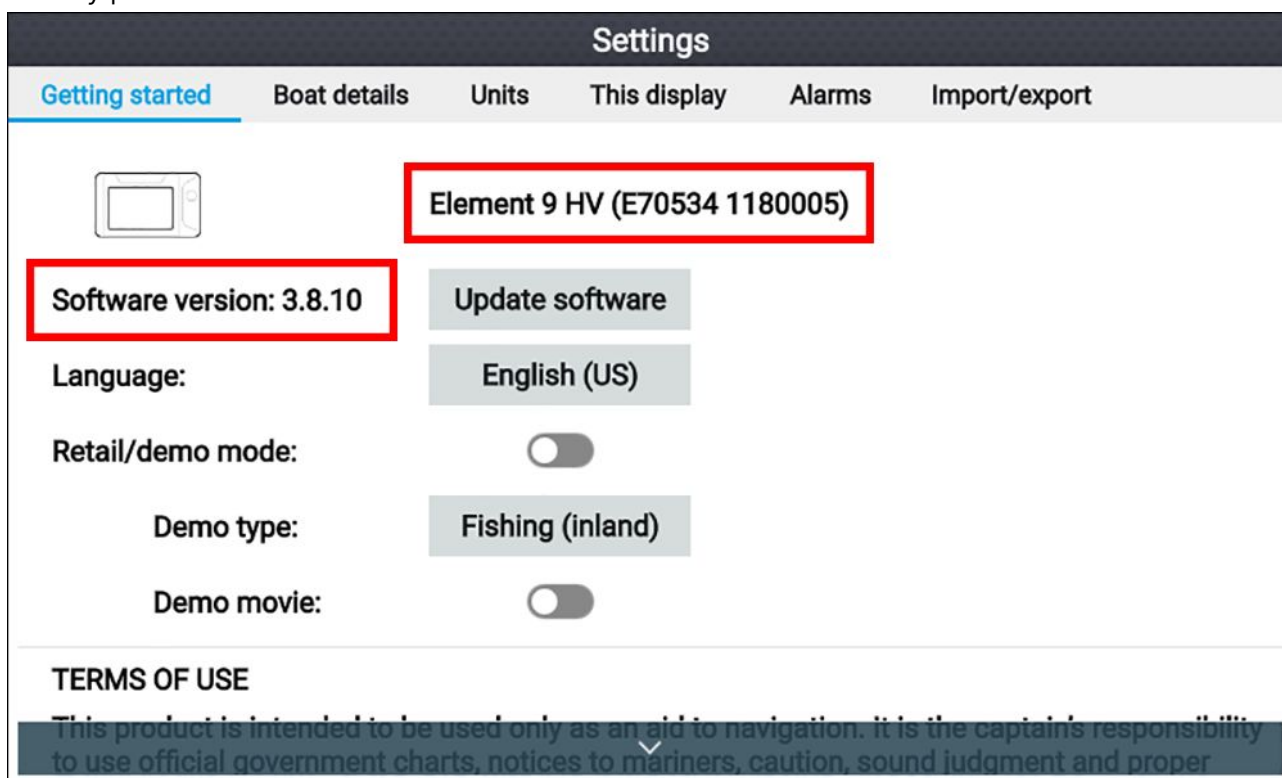 Settings
Getting started Boat details Units This display Alarms Import/export
Element 9 HV (E70534 1180005)
Software version: 3.8.10 Update software
Language: English (US)
Retail/demo mode:
Demo type: Fishing (inland)
Demo movie:
TERMS OF USE
This product is intended to be used only as an aid to navigation. It is the captain's responsibility
to use official government charts, notices to mariners, caution, sound judgment and proper